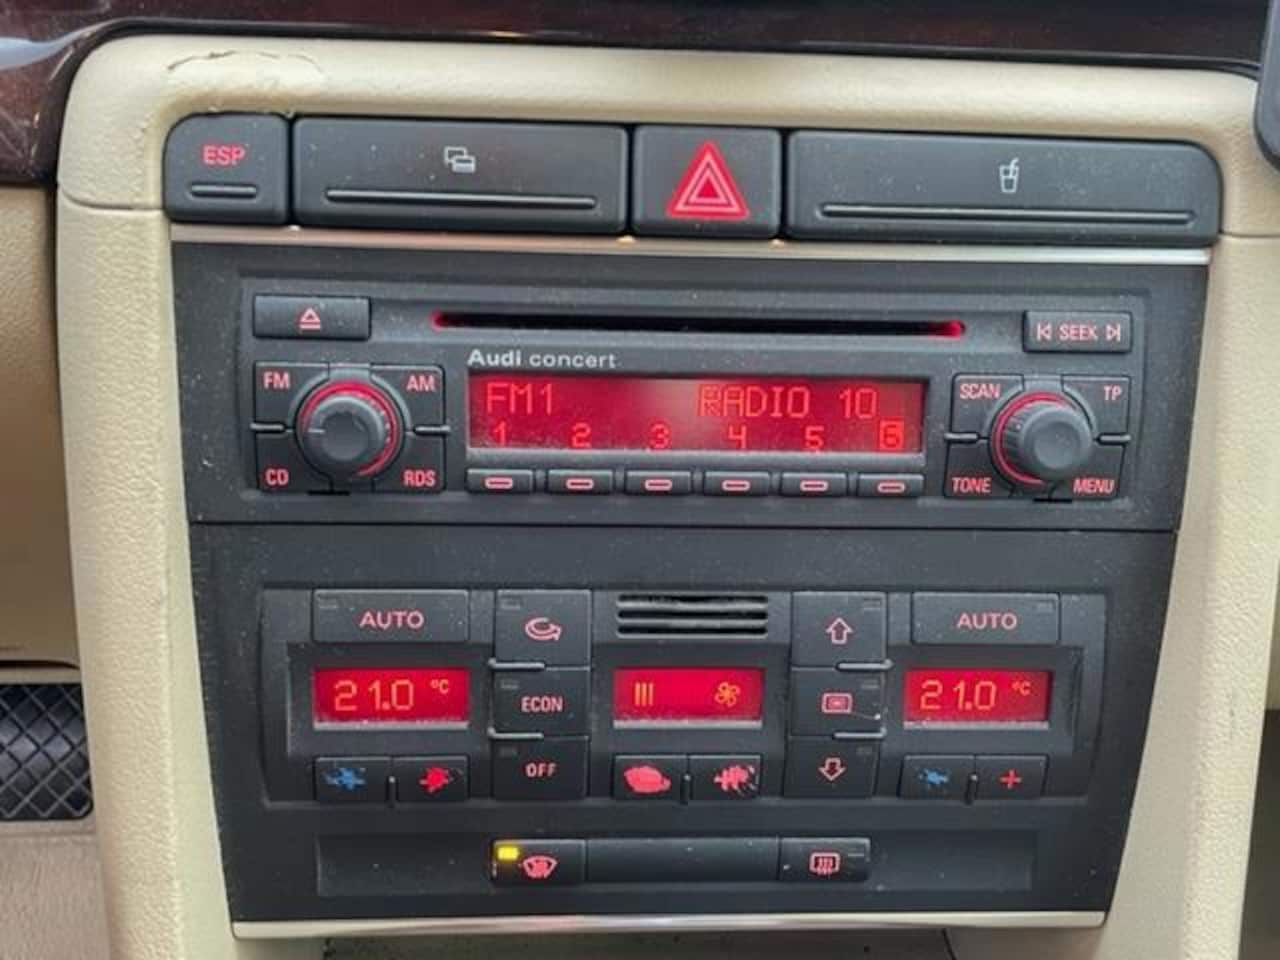 ESP
SEEK
Audi concert
FM AM
FM1 RADIO 10
SCAN TP
1 2 3 4 5 6
CD RDS
TONE MENU
AUTO AUTO
21.0 °C
ECON
21.0 °C
OFF